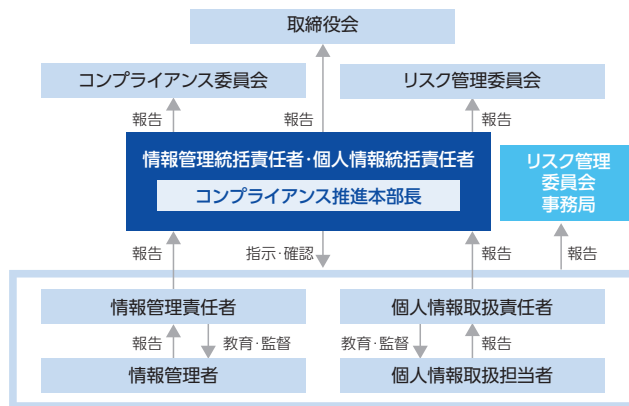 取締役会
コンプライアンス委員会
リスク管理委員会
報告
報告
報告
情報管理統括責任者・個人情報統括責任者
コンプライアンス推進本部長
リスク管理
委員会
事務局
報告
指示・確認
報告
報告
情報管理責任者
個人情報取扱責任者
報告
教育・監督
教育・監督
報告
情報管理者
個人情報取扱担当者